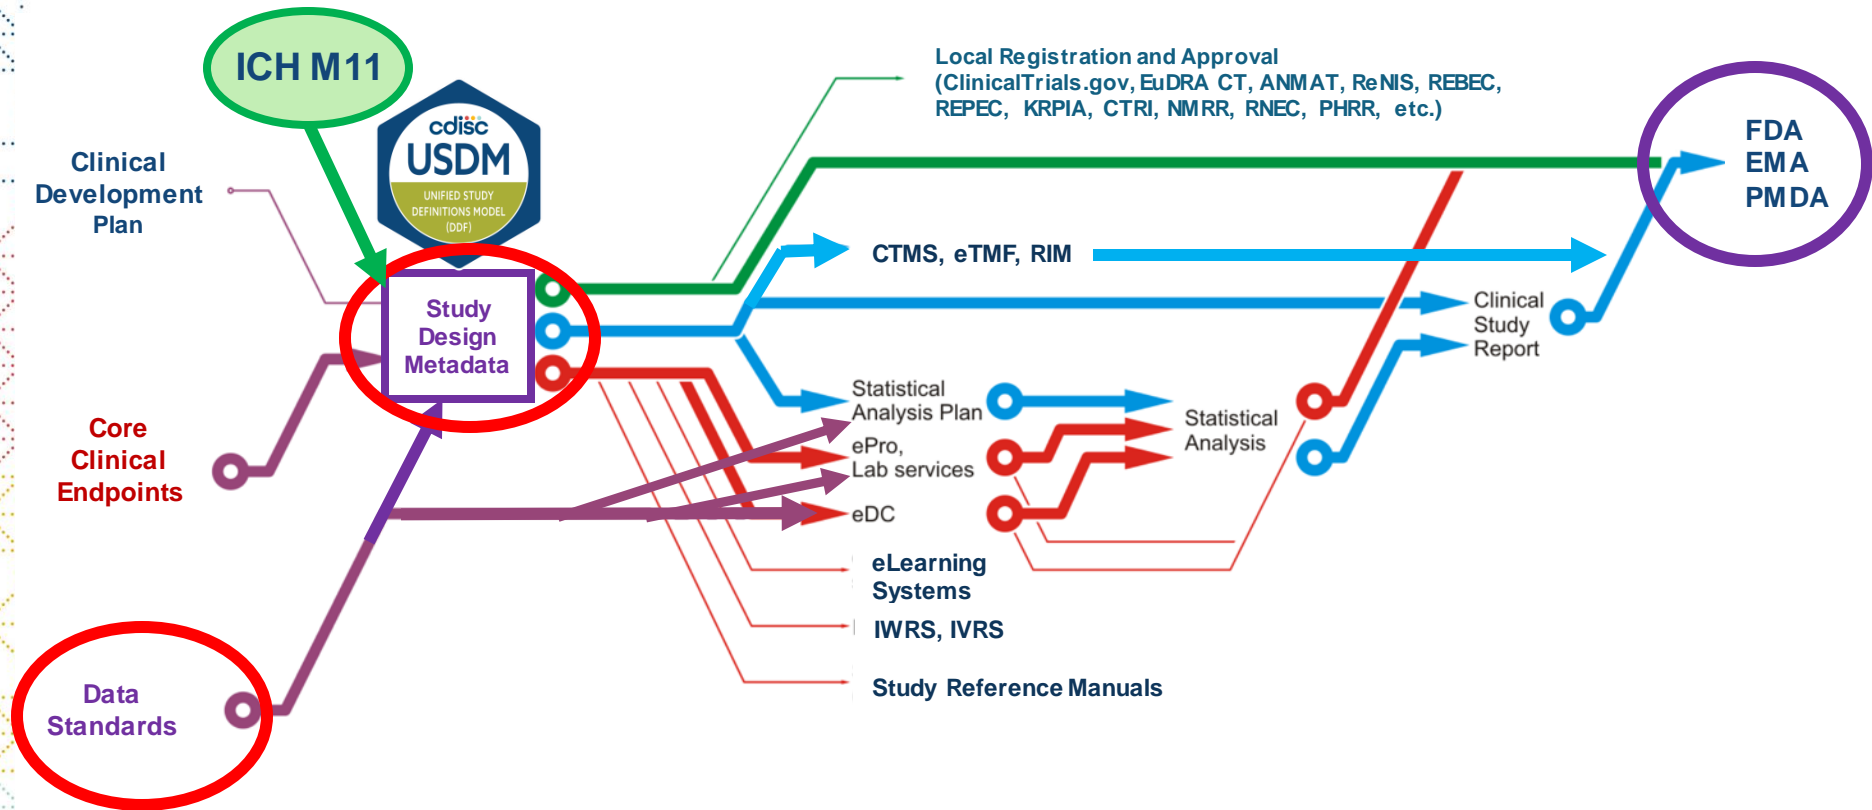 ICH M11
cdisc
USDM
UNIFIED STUDY
DEFINITIONS MODEL
(DDF)
Clinical
Development
Plan
Core
Clinical
Endpoints
Data
Standards
Study
Design
Metadata
Local Registration and Approval
(ClinicalTrials.gov, EuDRA CT, ANMAT, ReNIS, REBEC,
REPEC, KRPIA, CTRI, NMRR, RNEC, PHRR, etc.)
CTMS, eTMF, RIM
Statistical
Analysis Plan
ePro,
Lab services
eDC
eLearning
Systems
IWRS, IVRS
Study Reference Manuals
Statistical
Analysis
Clinical
Study
Report
FDA
EMA
PMDA